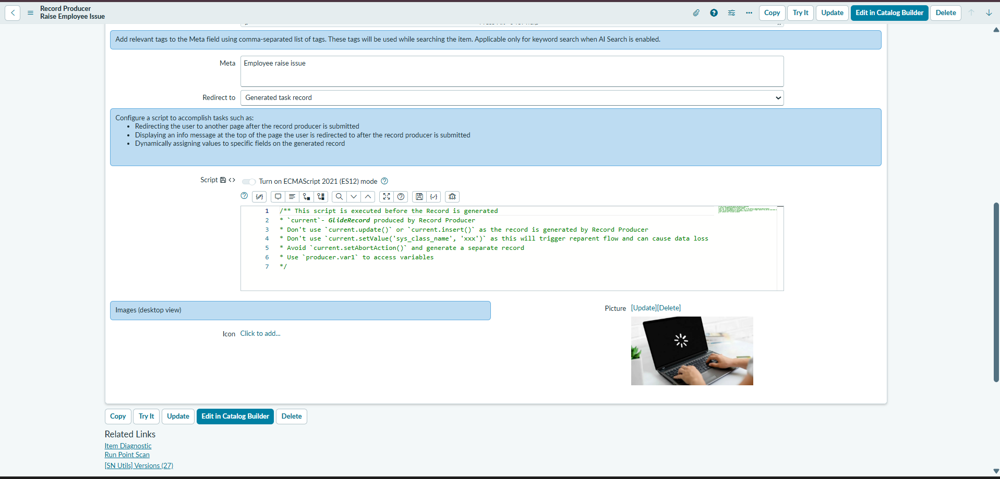 Record Producer
Raise Employee Issue
Copy
Try It
Update
Edit in Catalog Builder
Delete
Add relevant tags to the Meta field using comma-separated list of tags. These tags will be used while searching the item. Applicable only for keyword search when AI Search is enabled.
Meta
Employee raise issue
Redirect to
Generated task record
Configure a script to accomplish tasks such as:
• Redirecting the user to another page after the record producer is submitted
• Displaying an info message at the top of the page the user is redirected to after the record producer is submitted
• Dynamically assigning values to specific fields on the generated record
Script
Turn on ECMAScript 2021 (ES12) mode
1 /** This script is executed before the Record is generated
2 * `current`- GlideRecord produced by Record Producer
3 * Don't use `current.update()` or `current.insert()` as the record is generated by Record Producer
4 * Don't use `current.setValue('sys_class_name', 'xxx')` as this will trigger reparent flow and can cause data loss
5 * Avoid `current.setAbortAction()` and generate a separate record
6 * Use `producer.var1` to access variables
7 */
Images (desktop view)
Picture [Update][Delete]
Icon Click to add...
Copy
Try It
Update
Edit in Catalog Builder
Delete
Related Links
Item Diagnostic
Run Point Scan
[SN Utils] Versions (27)